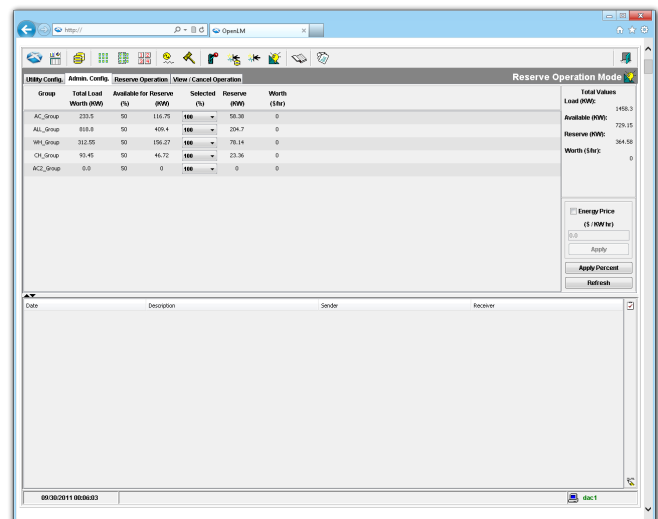 http://
OpenLM
Utility Config. Admin. Config. Reserve Operation View / Cancel Operation Reserve Operation Mode
Group Total Load Available for Reserve Selected Reserve Worth
Worth (KW) (%) (KW) (%) (KW) ($/hr)
AC_Group 233.5 50 116.75 100 58.38 0
ALL_Group 818.8 50 409.4 100 204.7 0
WH_Group 312.55 50 156.27 100 78.14 0
CH_Group 93.45 50 46.72 100 23.36 0
AC2_Group 0.0 50 0 100 0 0
Total Values
Load (KW):
1458.3
Available (KW):
729.15
Reserve (KW):
364.58
Worth ($/hr):
0
Energy Price
($ / KW hr)
0.0
Apply
Apply Percent
Refresh
Date Description Sender Receiver
09/30/2011 00:06:03 dac1